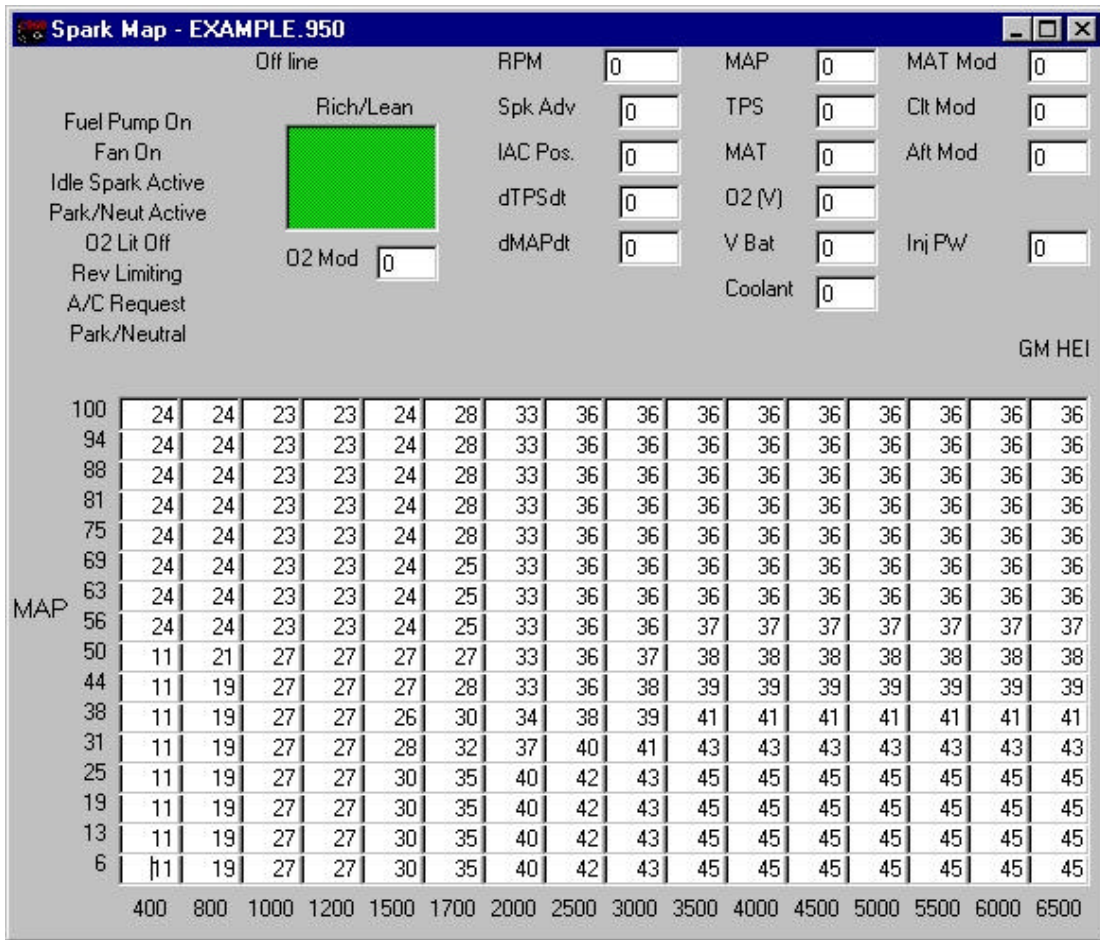 Spark Map - EXAMPLE.950
Off line RPM 0 MAP 0 MAT Mod 0
Rich/Lean Spk Adv 0 TPS 0 Clt Mod 0
Fuel Pump On
Fan On IAC Pos. 0 MAT 0 Aft Mod 0
Idle Spark Active
Park/Neut Active dTPSdt 0 O2 (V) 0
O2 Lit Off O2 Mod 0 dMAPdt 0 V Bat 0 Inj PW 0
Rev Limiting
A/C Request Coolant 0
Park/Neutral
GM HEI
100 24 24 23 23 24 28 33 36 36 36 36 36 36 36 36 36
94 24 24 23 23 24 28 33 36 36 36 36 36 36 36 36 36
88 24 24 23 23 24 28 33 36 36 36 36 36 36 36 36 36
81 24 24 23 23 24 28 33 36 36 36 36 36 36 36 36 36
75 24 24 23 23 24 28 33 36 36 36 36 36 36 36 36 36
69 24 24 23 23 24 25 33 36 36 36 36 36 36 36 36 36
63 24 24 23 23 24 25 33 36 36 36 36 36 36 36 36 36
MAP
56 24 24 23 23 24 25 33 36 36 37 37 37 37 37 37 37
50 11 21 27 27 27 27 33 36 37 38 38 38 38 38 38 38
44 11 19 27 27 27 28 33 36 38 39 39 39 39 39 39 39
38 11 19 27 27 26 30 34 38 39 41 41 41 41 41 41 41
31 11 19 27 27 28 32 37 40 41 43 43 43 43 43 43 43
25 11 19 27 27 30 35 40 42 43 45 45 45 45 45 45 45
19 11 19 27 27 30 35 40 42 43 45 45 45 45 45 45 45
13 11 19 27 27 30 35 40 42 43 45 45 45 45 45 45 45
6 11 19 27 27 30 35 40 42 43 45 45 45 45 45 45 45
400 800 1000 1200 1500 1700 2000 2500 3000 3500 4000 4500 5000 5500 6000 6500